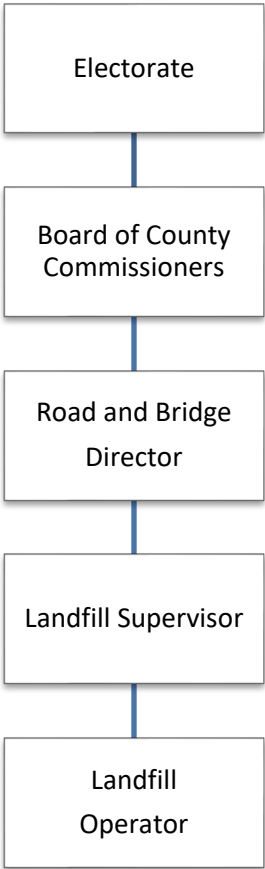 Electorate
Board of County
Commissioners
Road and Bridge
Director
Landfill Supervisor
Landfill
Operator